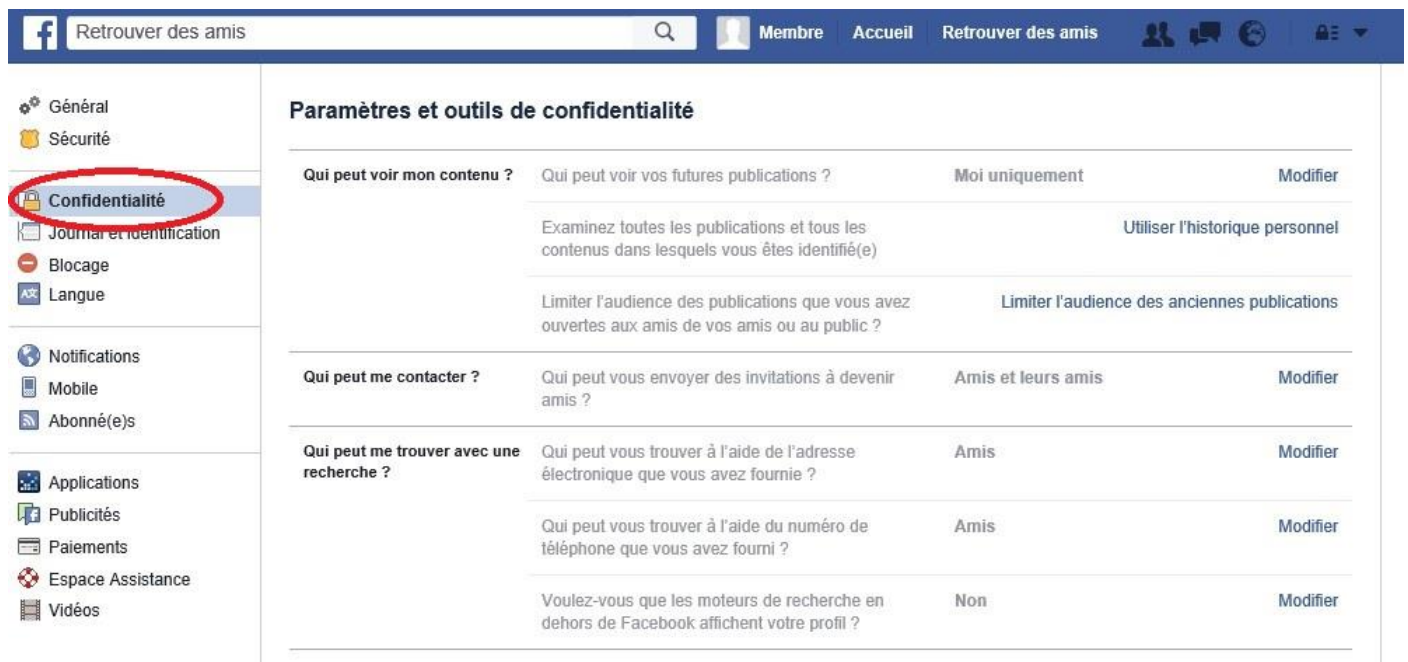 Retrouver des amis
Membre Accueil Retrouver des amis
Général
Sécurité
Confidentialité
Journal et identification
Blocage
Langue
Notifications
Mobile
Abonné(e)s
Applications
Publicités
Paiements
Espace Assistance
Vidéos
Paramètres et outils de confidentialité
Qui peut voir mon contenu ? Qui peut voir vos futures publications ? Moi uniquement Modifier
Examinez toutes les publications et tous les
contenus dans lesquels vous êtes identifié(e)
Utiliser l'historique personnel
Limiter l'audience des publications que vous avez
ouvertes aux amis de vos amis ou au public ?
Limiter l'audience des anciennes publications
Qui peut me contacter ?
Qui peut vous envoyer des invitations à devenir
amis ?
Amis et leurs amis Modifier
Qui peut me trouver avec une
recherche ?
Qui peut vous trouver à l'aide de l'adresse
électronique que vous avez fournie ?
Amis Modifier
Qui peut vous trouver à l'aide du numéro de
téléphone que vous avez fourni ?
Amis Modifier
Voulez-vous que les moteurs de recherche en
dehors de Facebook affichent votre profil ?
Non Modifier